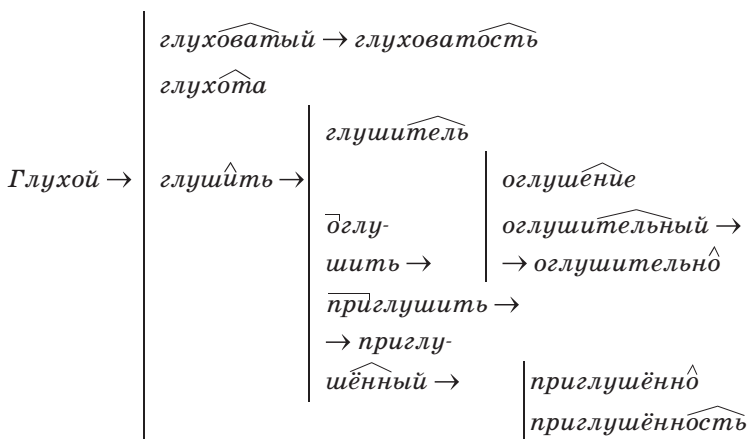 глуховатый → глуховатость
глухота
глушитель
Глухой → глушить → оглушение
оглу- оглушительный →
шить → → оглушительно
приглушить →
→ приглу-
шённый → приглушённо
приглушённость